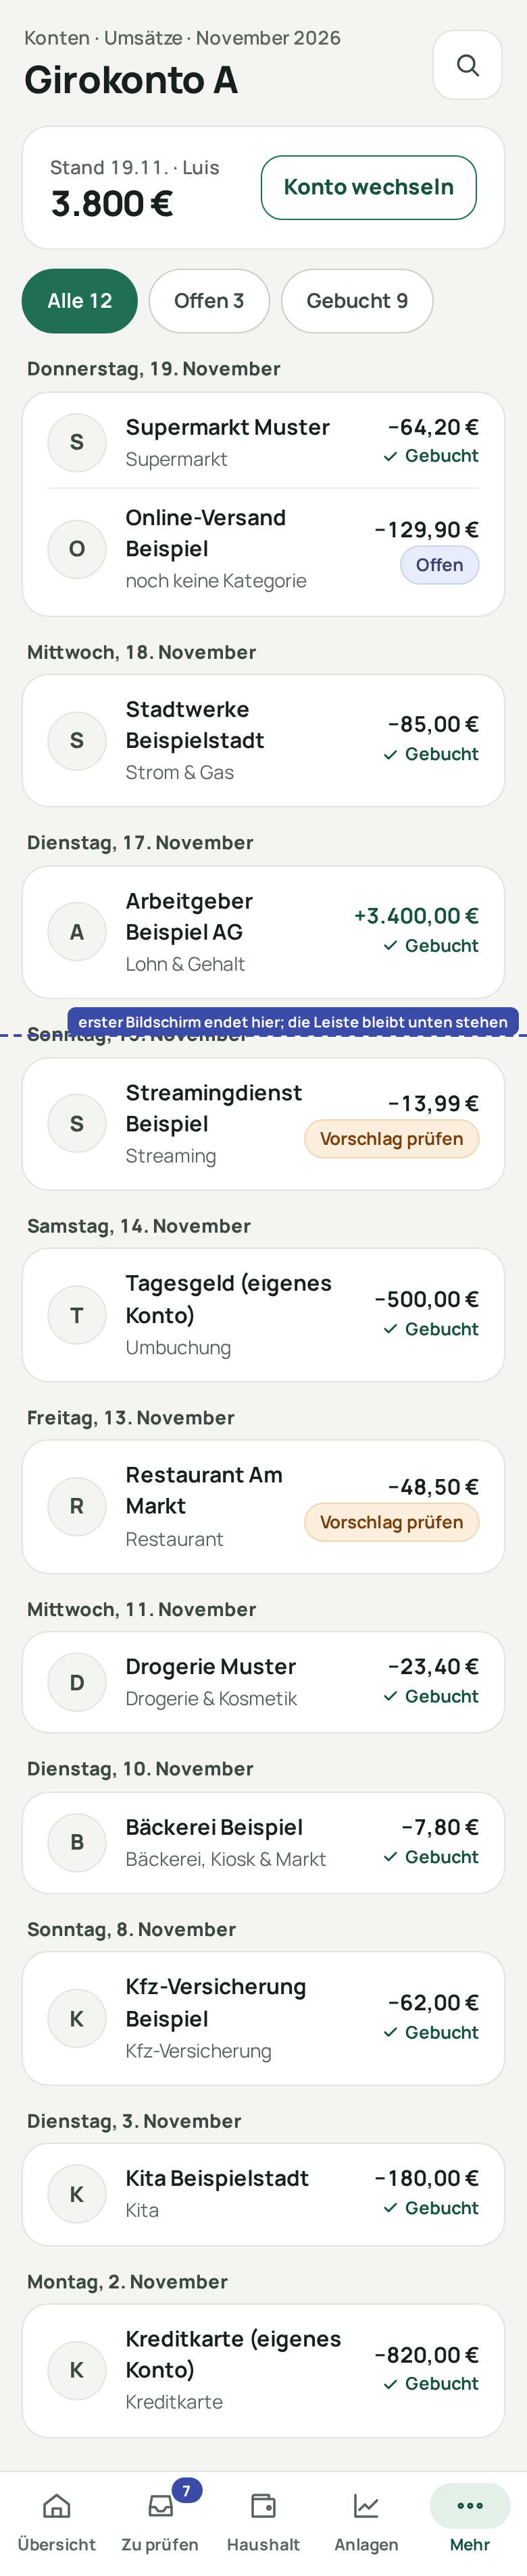 Konten · Umsätze · November 2026
Girokonto A
Stand 19.11. · Luis
3.800 €
Konto wechseln
Alle 12
Offen 3
Gebucht 9
Donnerstag, 19. November
S
Supermarkt Muster
Supermarkt
−64,20 €
Gebucht
O
Online-Versand
Beispiel
noch keine Kategorie
−129,90 €
Offen
Mittwoch, 18. November
S
Stadtwerke
Beispielstadt
Strom & Gas
−85,00 €
Gebucht
Dienstag, 17. November
A
Arbeitgeber
Beispiel AG
Lohn & Gehalt
+3.400,00 €
Gebucht
erster Bildschirm endet hier; die Leiste bleibt unten stehen
Sonntag, 15. November
S
Streamingdienst
Beispiel
Streaming
−13,99 €
Vorschlag prüfen
Samstag, 14. November
T
Tagesgeld (eigenes
Konto)
Umbuchung
−500,00 €
Gebucht
Freitag, 13. November
R
Restaurant Am
Markt
Restaurant
−48,50 €
Vorschlag prüfen
Mittwoch, 11. November
D
Drogerie Muster
Drogerie & Kosmetik
−23,40 €
Gebucht
Dienstag, 10. November
B
Bäckerei Beispiel
Bäckerei, Kiosk & Markt
−7,80 €
Gebucht
Sonntag, 8. November
K
Kfz-Versicherung
Beispiel
Kfz-Versicherung
−62,00 €
Gebucht
Dienstag, 3. November
K
Kita Beispielstadt
Kita
−180,00 €
Gebucht
Montag, 2. November
K
Kreditkarte (eigenes
Konto)
Kreditkarte
−820,00 €
Gebucht
7
Übersicht
Zu prüfen
Haushalt
Anlagen
Mehr